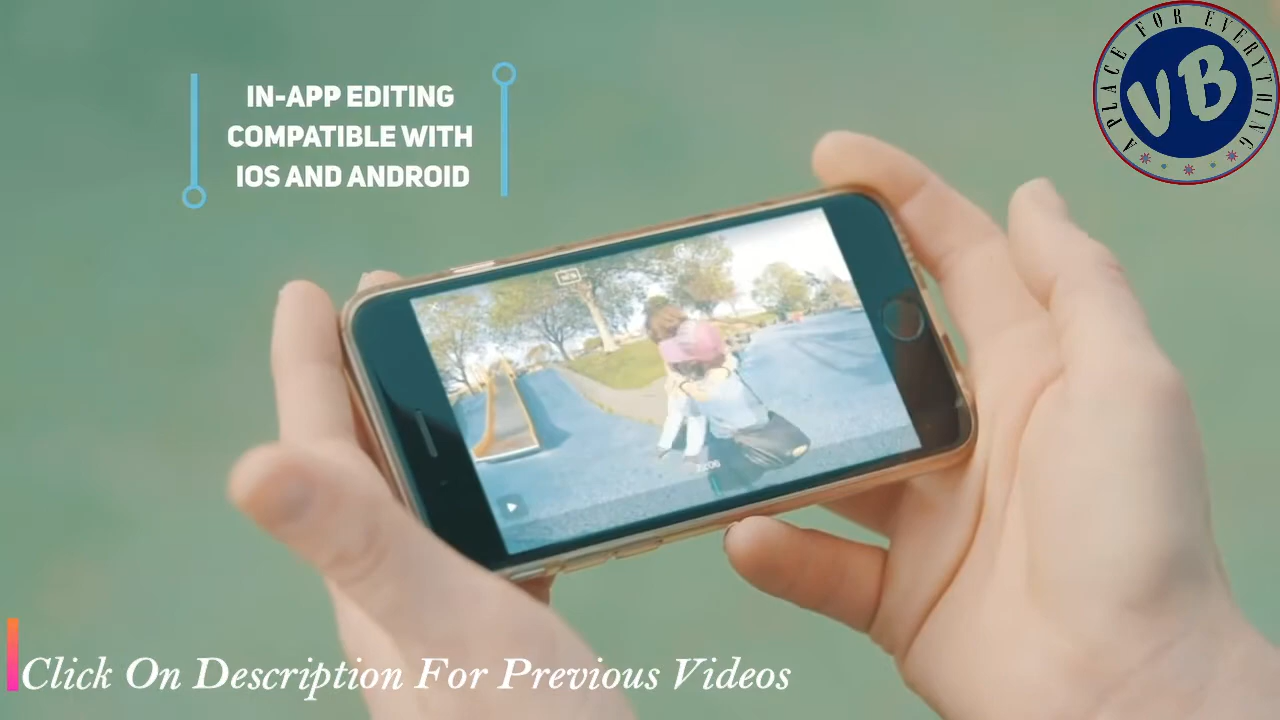 IN-APP EDITING
COMPATIBLE WITH
IOS AND ANDROID
A PLACE FOR EVERYTHING
VB
Click On Description For Previous Videos